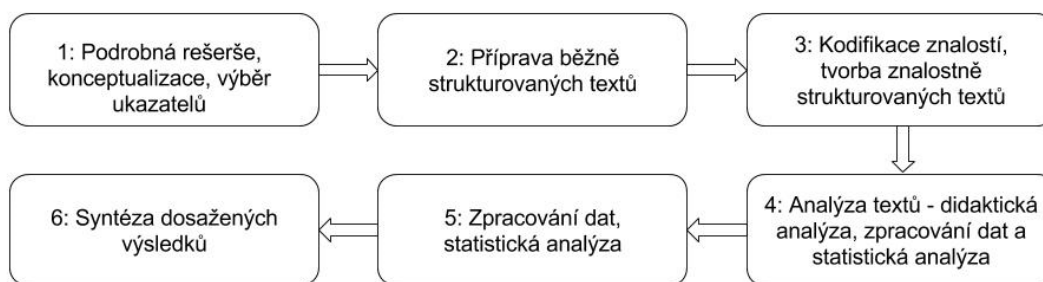 1: Podrobná rešerše,
konceptualizace, výběr
ukazatelů
2: Příprava běžně
strukturovaných textů
3: Kodifikace znalostí,
tvorba znalostně
strukturovaných textů
4: Analýza textů - didaktická
analýza, zpracování dat a
statistická analýza
5: Zpracování dat,
statistická analýza
6: Syntéza dosažených
výsledků